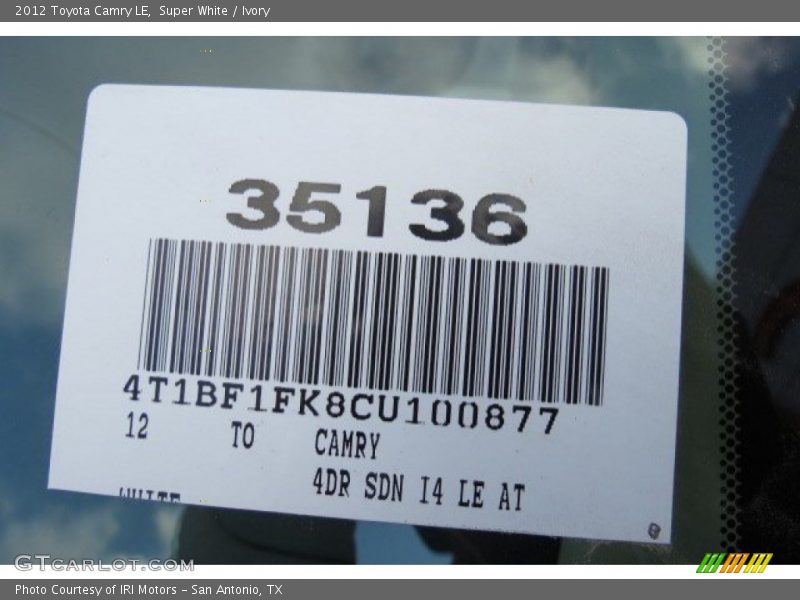 2012 Toyota Camry LE, Super White / Ivory
35136
4T1BF1FK8CU100877
12 TO CAMRY
4DR SDN I4 LE AT
WHITE
GTCARLOT.COM
Photo Courtesy of IRI Motors - San Antonio, TX